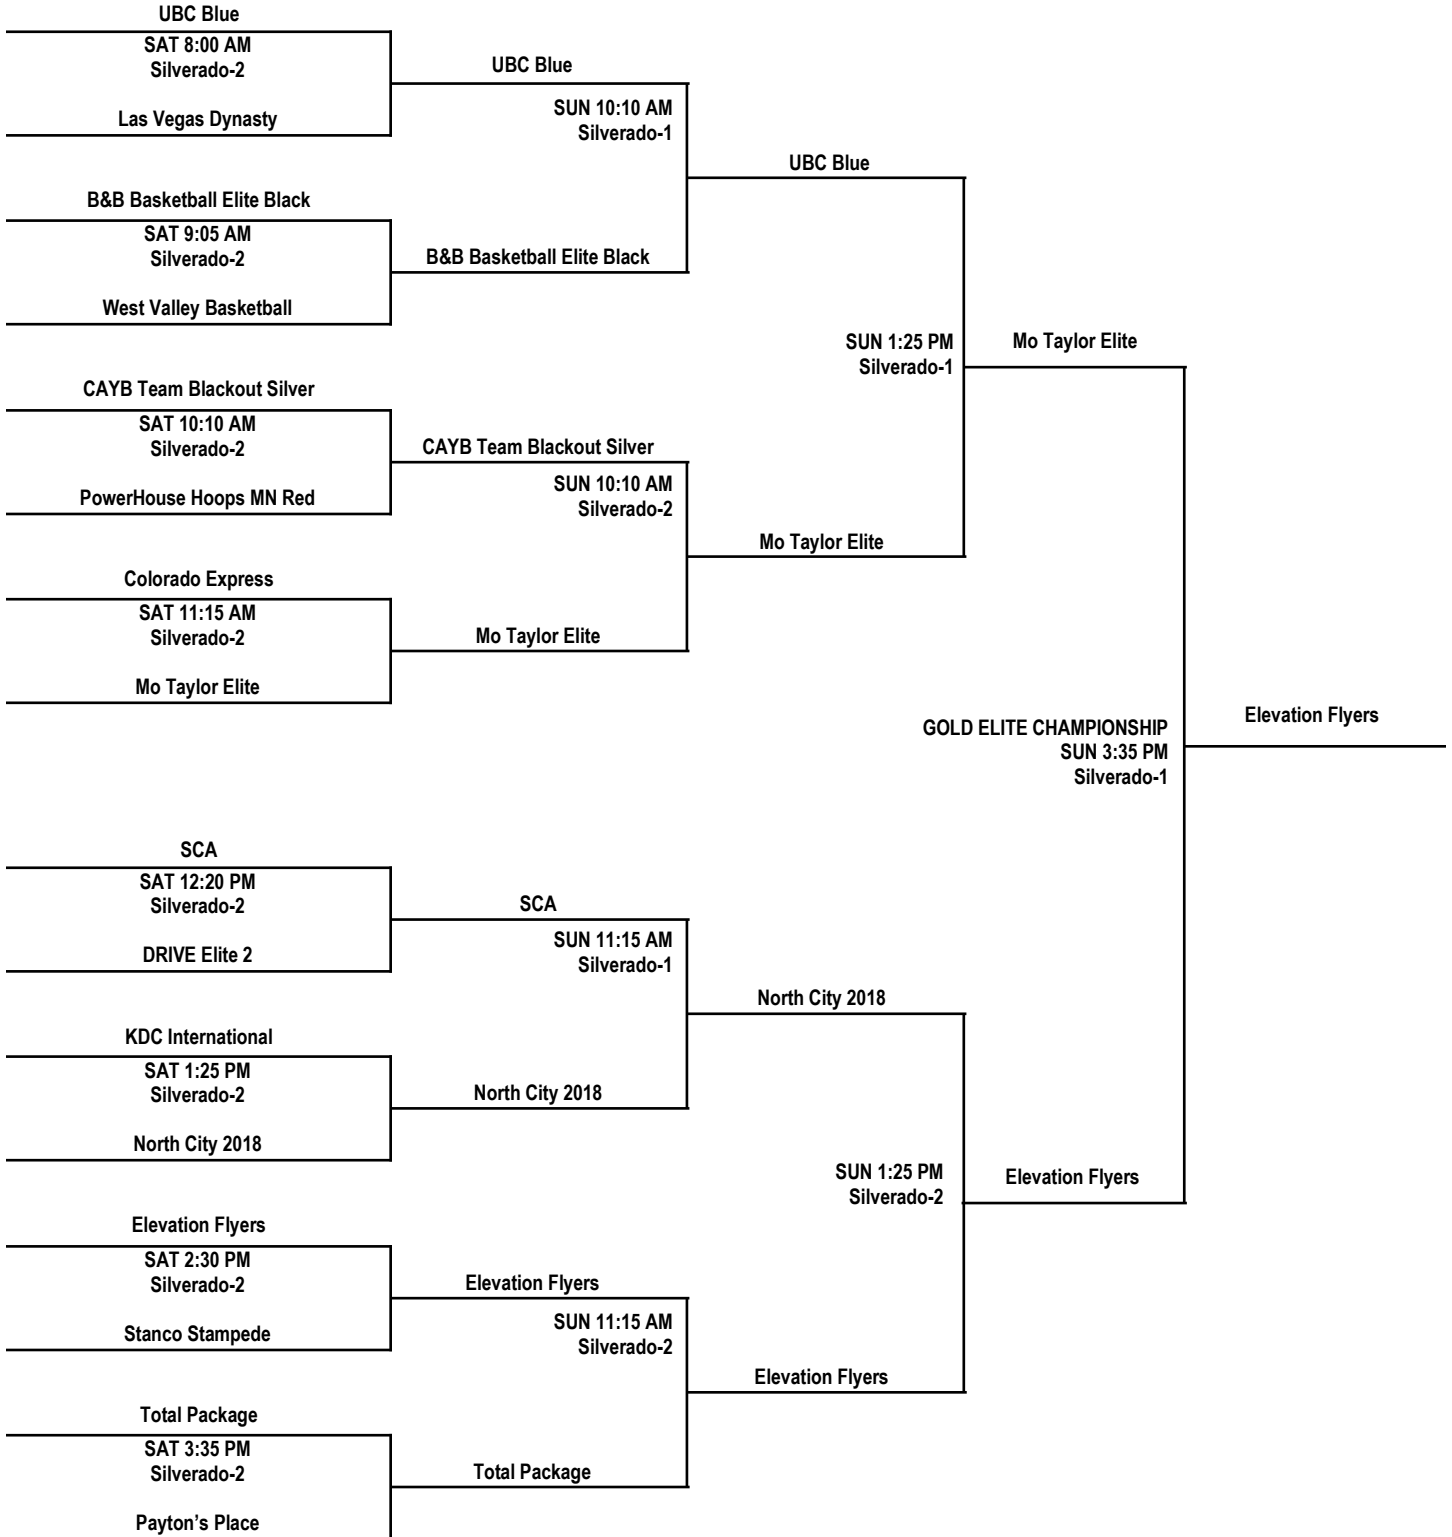 UBC Blue
SAT 8:00 AM
Silverado-2
Las Vegas Dynasty
B&B Basketball Elite Black
SAT 9:05 AM
Silverado-2
West Valley Basketball
CAYB Team Blackout Silver
SAT 10:10 AM
Silverado-2
PowerHouse Hoops MN Red
Colorado Express
SAT 11:15 AM
Silverado-2
Mo Taylor Elite
SCA
SAT 12:20 PM
Silverado-2
DRIVE Elite 2
KDC International
SAT 1:25 PM
Silverado-2
North City 2018
Elevation Flyers
SAT 2:30 PM
Silverado-2
Stanco Stampede
Total Package
SAT 3:35 PM
Silverado-2
Payton's Place
UBC Blue
SUN 10:10 AM
Silverado-1
B&B Basketball Elite Black
CAYB Team Blackout Silver
SUN 10:10 AM
Silverado-2
Mo Taylor Elite
SCA
SUN 11:15 AM
Silverado-1
North City 2018
Elevation Flyers
SUN 11:15 AM
Silverado-2
Total Package
UBC Blue
SUN 1:25 PM
Silverado-1
Mo Taylor Elite
North City 2018
SUN 1:25 PM
Silverado-2
Elevation Flyers
Mo Taylor Elite
GOLD ELITE CHAMPIONSHIP
SUN 3:35 PM
Silverado-1
Elevation Flyers
Elevation Flyers